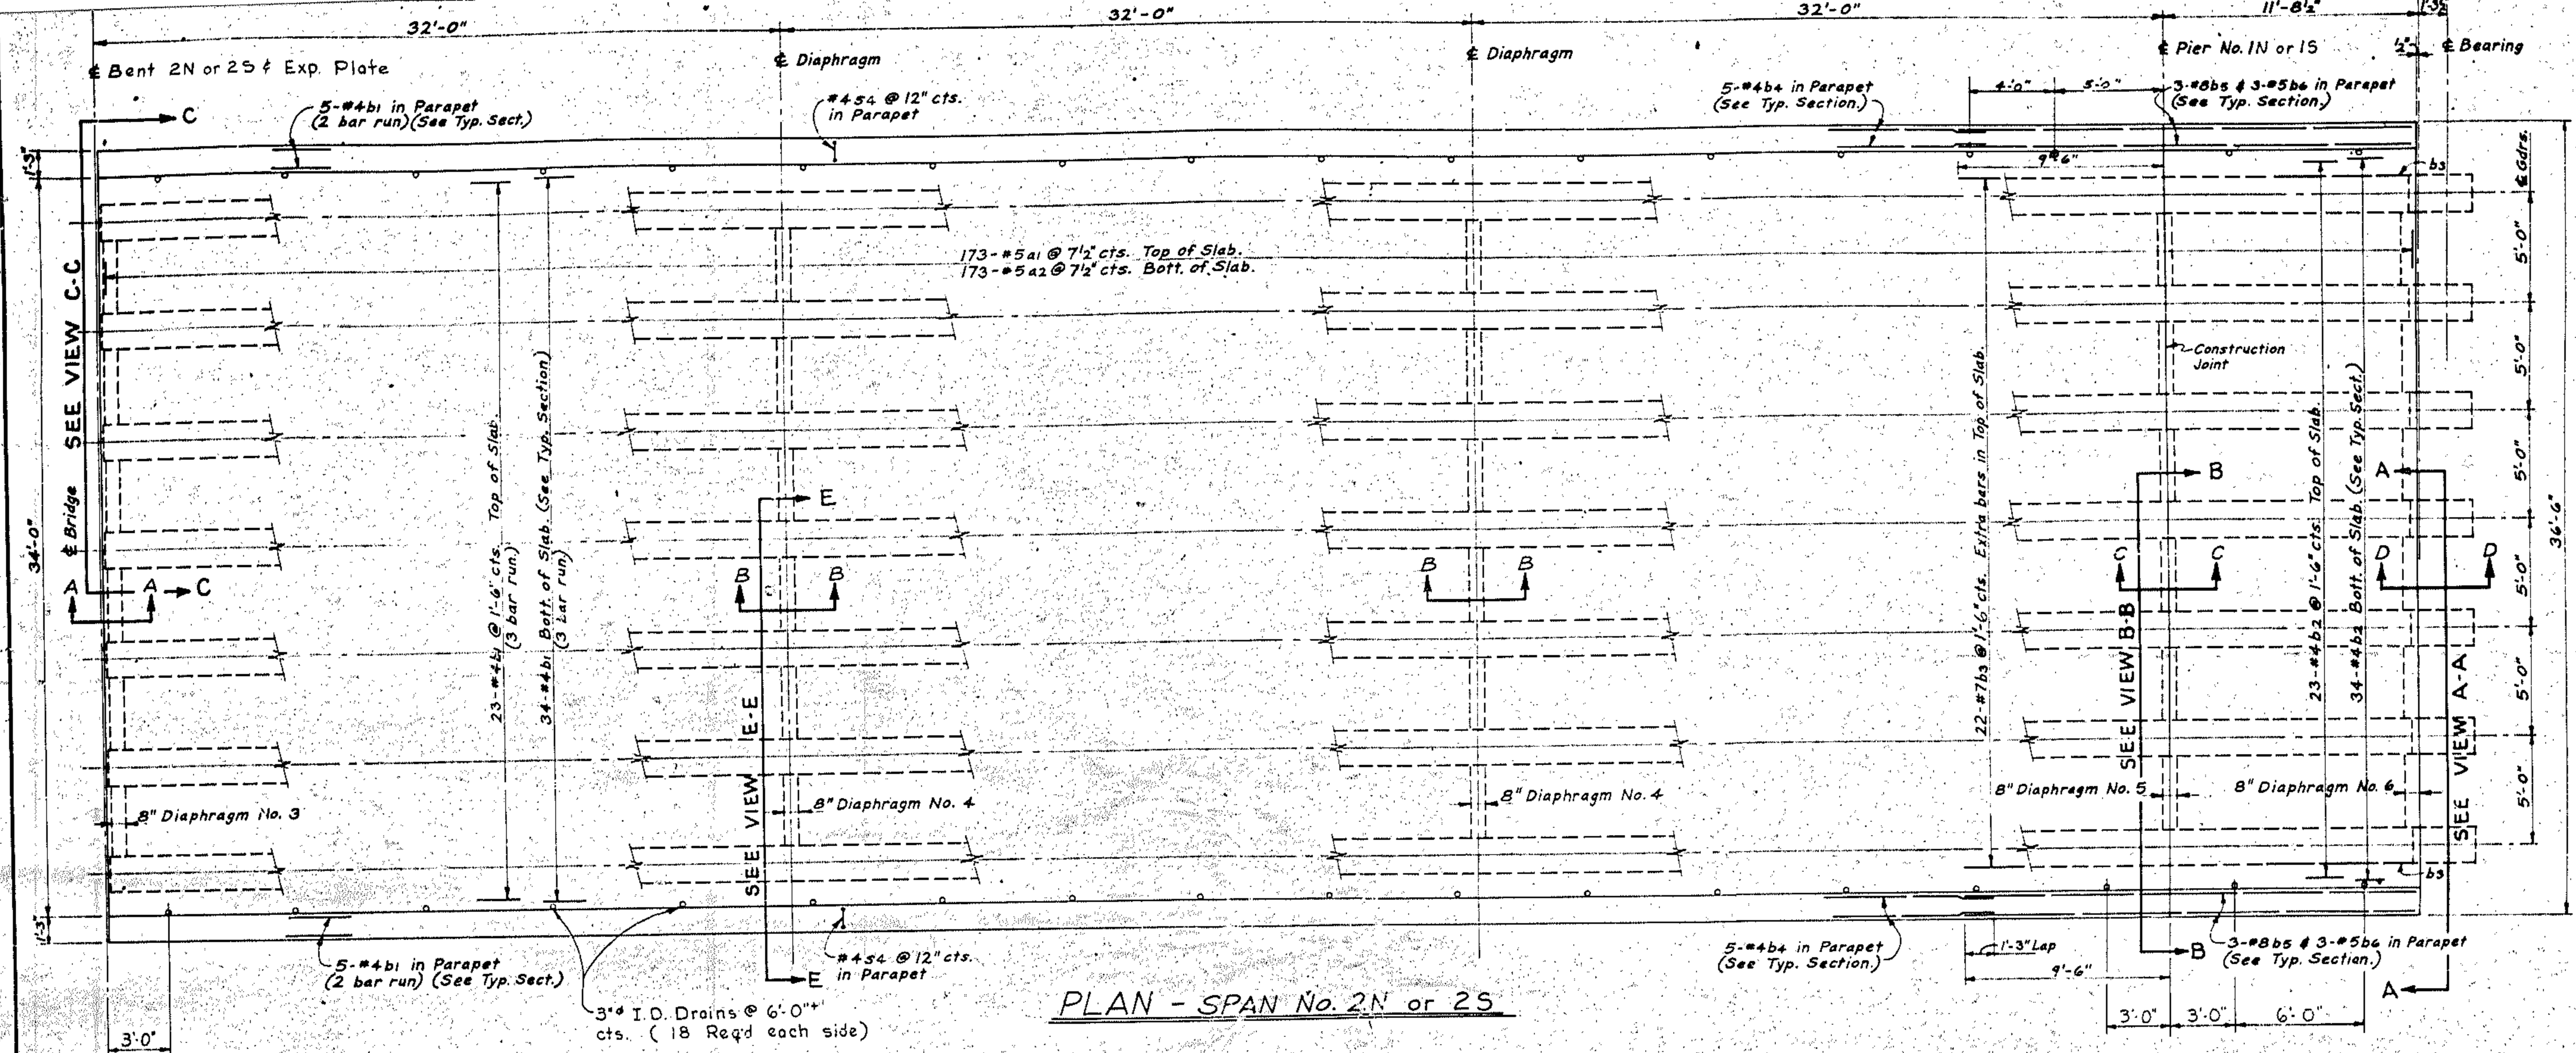 32'-0"
32'-0"
32'-0"
11'-8½"
℄ Bent 2N or 2S & Exp. Plate
℄ Diaphragm
℄ Diaphragm
℄ Pier No. 1N or 1S
½"
℄ Bearing
5-#4b1 in Parapet
(2 bar run)(See Typ. Sect.)
#4s4 @ 12" cts.
in Parapet
5-#4b4 in Parapet
(See Typ. Section.)
4'-0"
5'-0"
3-#8b5 & 3-#5b6 in Parapet
(See Typ. Section.)
C
1'-3"
9'-6"
b3
℄ Gdrs.
173-#5a1 @ 7½" cts. Top of Slab.
173-#5a2 @ 7½" cts. Bott. of Slab.
SEE VIEW C-C
℄ Bridge
34'-0"
A
A
C
23-#4b1 @ 1'-6" cts. Top of Slab.
(3 bar run)
34-#4b1 Bott. of Slab. (See Typ. Section)
(3 bar run)
E
B
B
SEE VIEW E-E
B
B
22-#7b3 @ 1'-6" cts. Extra bars in Top of Slab.
Construction
Joint
B
A
C
C
D
D
SEE VIEW B-B
23-#4b2 @ 1'-6" cts. Top of Slab.
34-#4b2 Bott. of Slab. (See Typ. Sect.)
SEE VIEW A-A
5'-0"
5'-0"
5'-0"
5'-0"
5'-0"
5'-0"
36'-6"
8" Diaphragm No. 3
8" Diaphragm No. 4
8" Diaphragm No. 4
8" Diaphragm No. 5
8" Diaphragm No. 6
b3
1'-3"
5-#4b1 in Parapet
(2 bar run) (See Typ. Sect.)
#4s4 @ 12" cts.
in Parapet
E
5-#4b4 in Parapet
(See Typ. Section.)
1'-3" Lap
9'-6"
B
3-#8b5 & 3-#5b6 in Parapet
(See Typ. Section.)
A
3"ø I.D. Drains @ 6'-0"±
cts. ( 18 Req'd each side)
PLAN - SPAN No. 2N or 2S
3'-0"
3'-0"
3'-0"
6'-0"